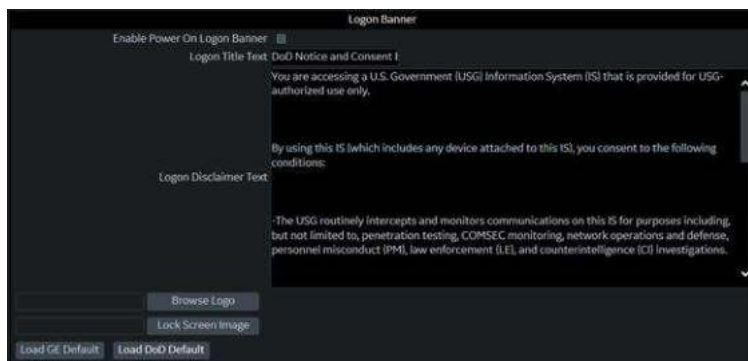 Logon Banner
Enable Power On Logon Banner
Logon Title Text DoD Notice and Consent
You are accessing a U.S. Government (USG) Information System (IS) that is provided for USG-
authorized use only.
By using this IS (which includes any device attached to this IS), you consent to the following
conditions:
Logon Disclaimer Text
-The USG routinely intercepts and monitors communications on this IS for purposes including,
but not limited to, penetration testing, COMSEC monitoring, network operations and defense,
personnel misconduct (PM), law enforcement (LE), and counterintelligence (CI) investigations.
Browse Logo
Lock Screen Image
Load GE Default Load DoD Default